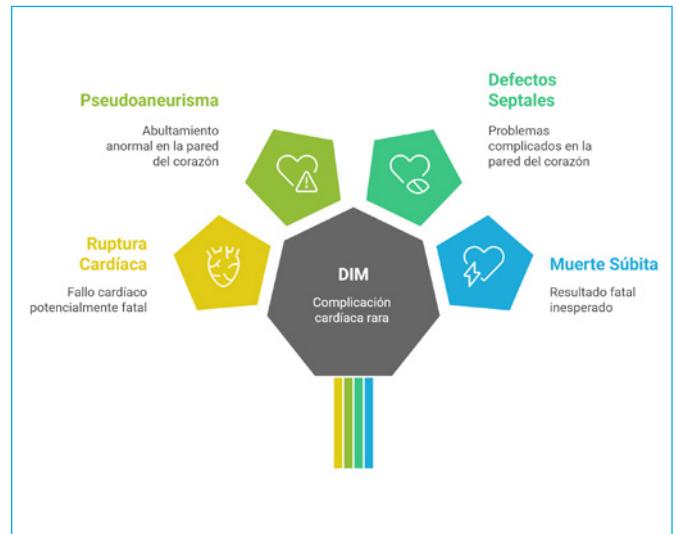 Defectos
Septales
Problemas
complicados en la
pared del corazón
Pseudoaneurisma
Abultamiento
anormal en la pared
del corazón
Ruptura
Cardíaca
Fallo cardíaco
potencialmente fatal
DIM
Complicación
cardíaca rara
Muerte Súbita
Resultado fatal
inesperado